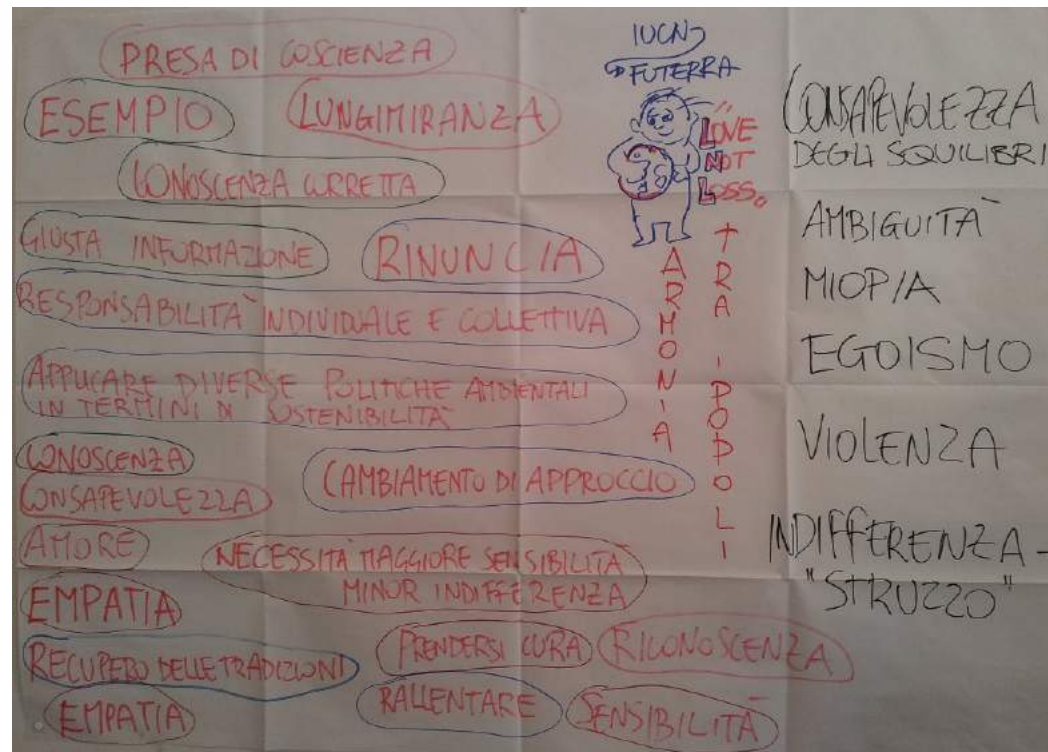 PRESA DI COSCIENZA
ESEMPIO
LUNGIMIRANZA
CONOSCENZA CORRETTA
GIUSTA INFORMAZIONE
RINUNCIA
RESPONSABILITÀ INDIVIDUALE E COLLETTIVA
APPLICARE DIVERSE POLITICHE AMBIENTALI
IN TERMINI DI SOSTENIBILITÀ
CONOSCENZA
CAMBIAMENTO DI APPROCCIO
CONSAPEVOLEZZA
AMORE
NECESSITÀ MAGGIORE SENSIBILITÀ
MINOR INDIFFERENZA
EMPATIA
PRENDERSI CURA
RICONOSCENZA
RECUPERO DELLE TRADIZIONI
RALLENTARE
SENSIBILITÀ
EMPATIA
IUCN
FUTERRA
"LOVE
NOT
LOSS"
ARMONIA
TRA I POPOLI
CONSAPEVOLEZZA
DEGLI SQUILIBRI
AMBIGUITÀ
MIOPIA
EGOISMO
VIOLENZA
INDIFFERENZA -
"STRUZZO"